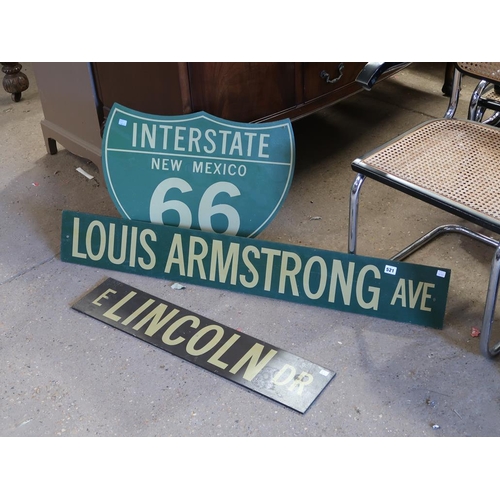 INTERSTATE
NEW MEXICO
66
LOUIS ARMSTRONG AVE
E LINCOLN DR